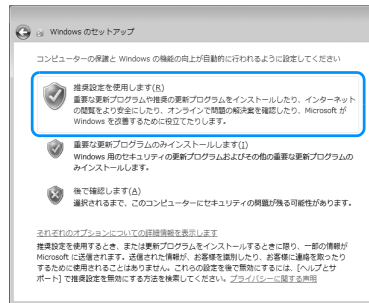 Windows のセットアップ
コンピューターの保護と Windows の機能の向上が自動的に行われるように設定してください
推奨設定を使用します(R)
重要な更新プログラムや推奨の更新プログラムをインストールしたり、インターネット
の閲覧をより安全にしたり、オンラインで問題の解決策を確認したり、Microsoft が
Windows を改善するために役立てたりします。
重要な更新プログラムのみインストールします(I)
Windows 用のセキュリティの更新プログラムおよびその他の重要な更新プログラムの
みインストールします。
後で確認します(A)
選択されるまで、このコンピューターにセキュリティの問題が残る可能性があります。
それぞれのオプションについての詳細情報を表示します
推奨設定を使用するとき、または更新プログラムをインストールするときに限り、一部の情報が
Microsoft に送信されます。送信された情報が、お客様を識別したり、お客様に連絡を取ったり
するために使用されることはありません。これらの設定を後で無効にするには、[ヘルプとサ
ポート] で推奨設定を無効にする方法を検索してください。プライバシーに関する声明